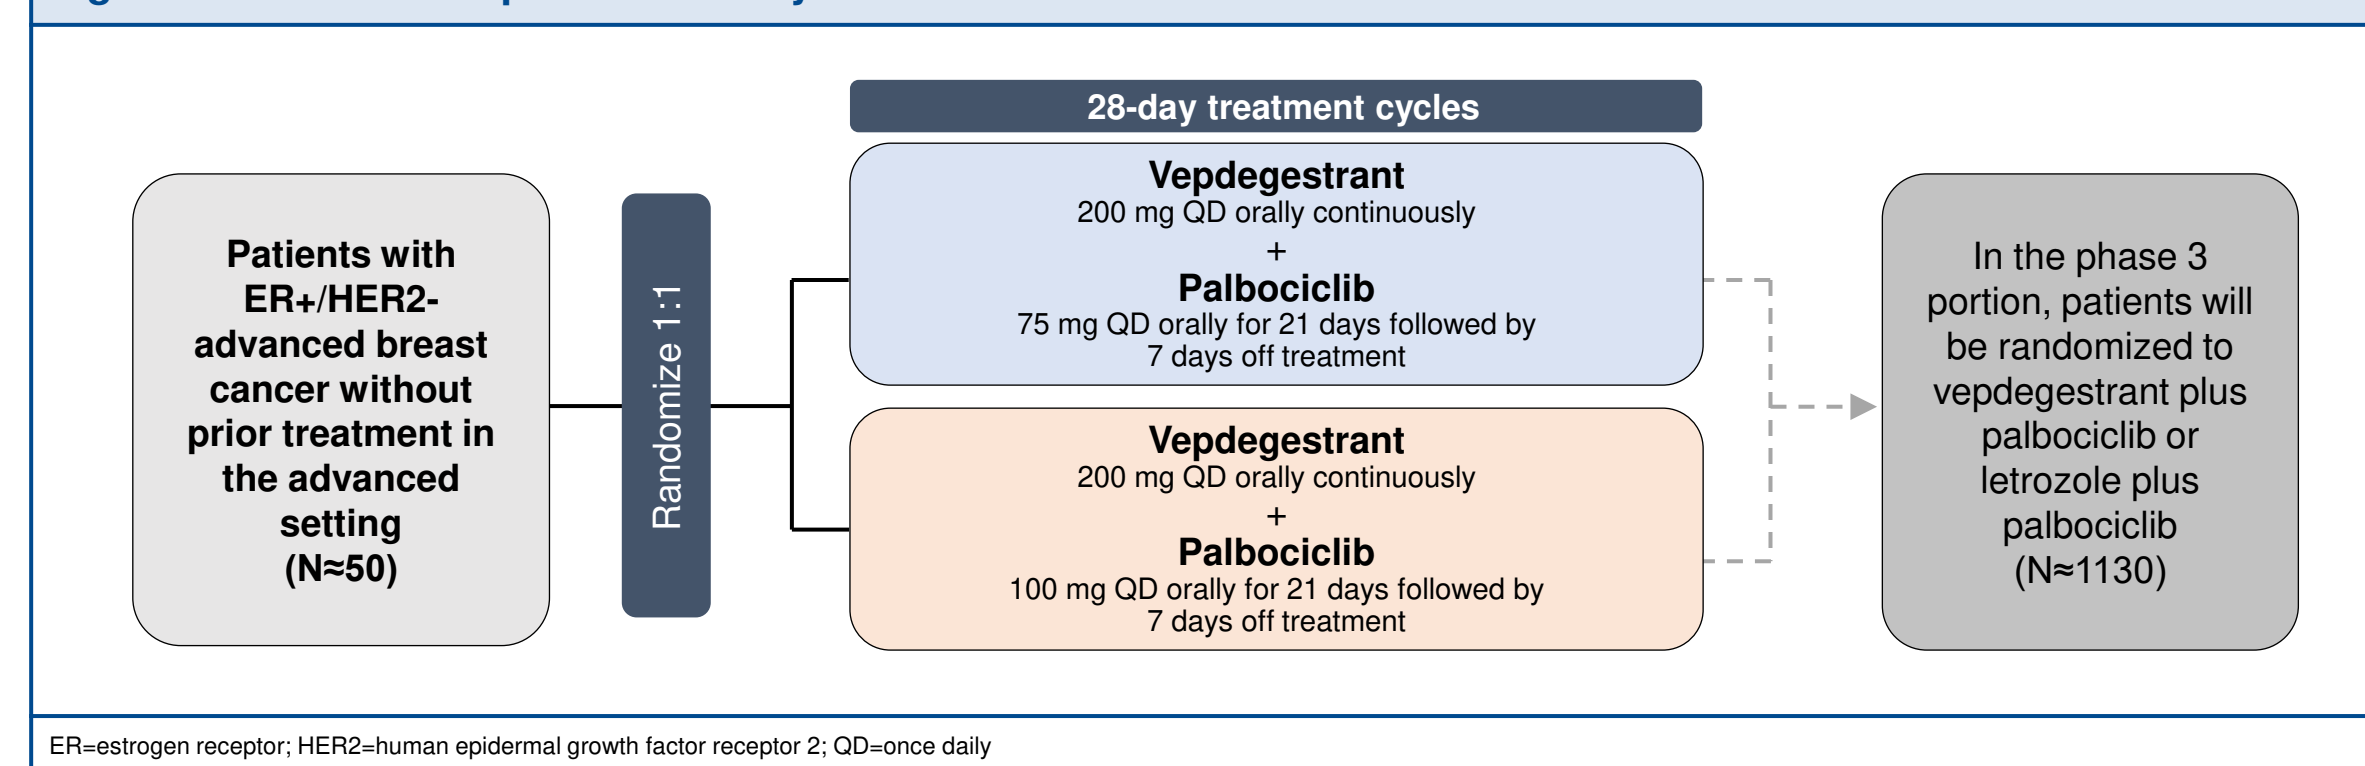 28-day treatment cycles
Patients with
ER+/HER2-
advanced breast
cancer without
prior treatment in
the advanced
setting
(N≈50)
Randomize 1:1
Vepdegestrant
200 mg QD orally continuously
+
Palbociclib
75 mg QD orally for 21 days followed by
7 days off treatment
Vepdegestrant
200 mg QD orally continuously
+
Palbociclib
100 mg QD orally for 21 days followed by
7 days off treatment
In the phase 3
portion, patients will
be randomized to
vepdegestrant plus
palbociclib or
letrozole plus
palbociclib
(N≈1130)
ER=estrogen receptor; HER2=human epidermal growth factor receptor 2; QD=once daily